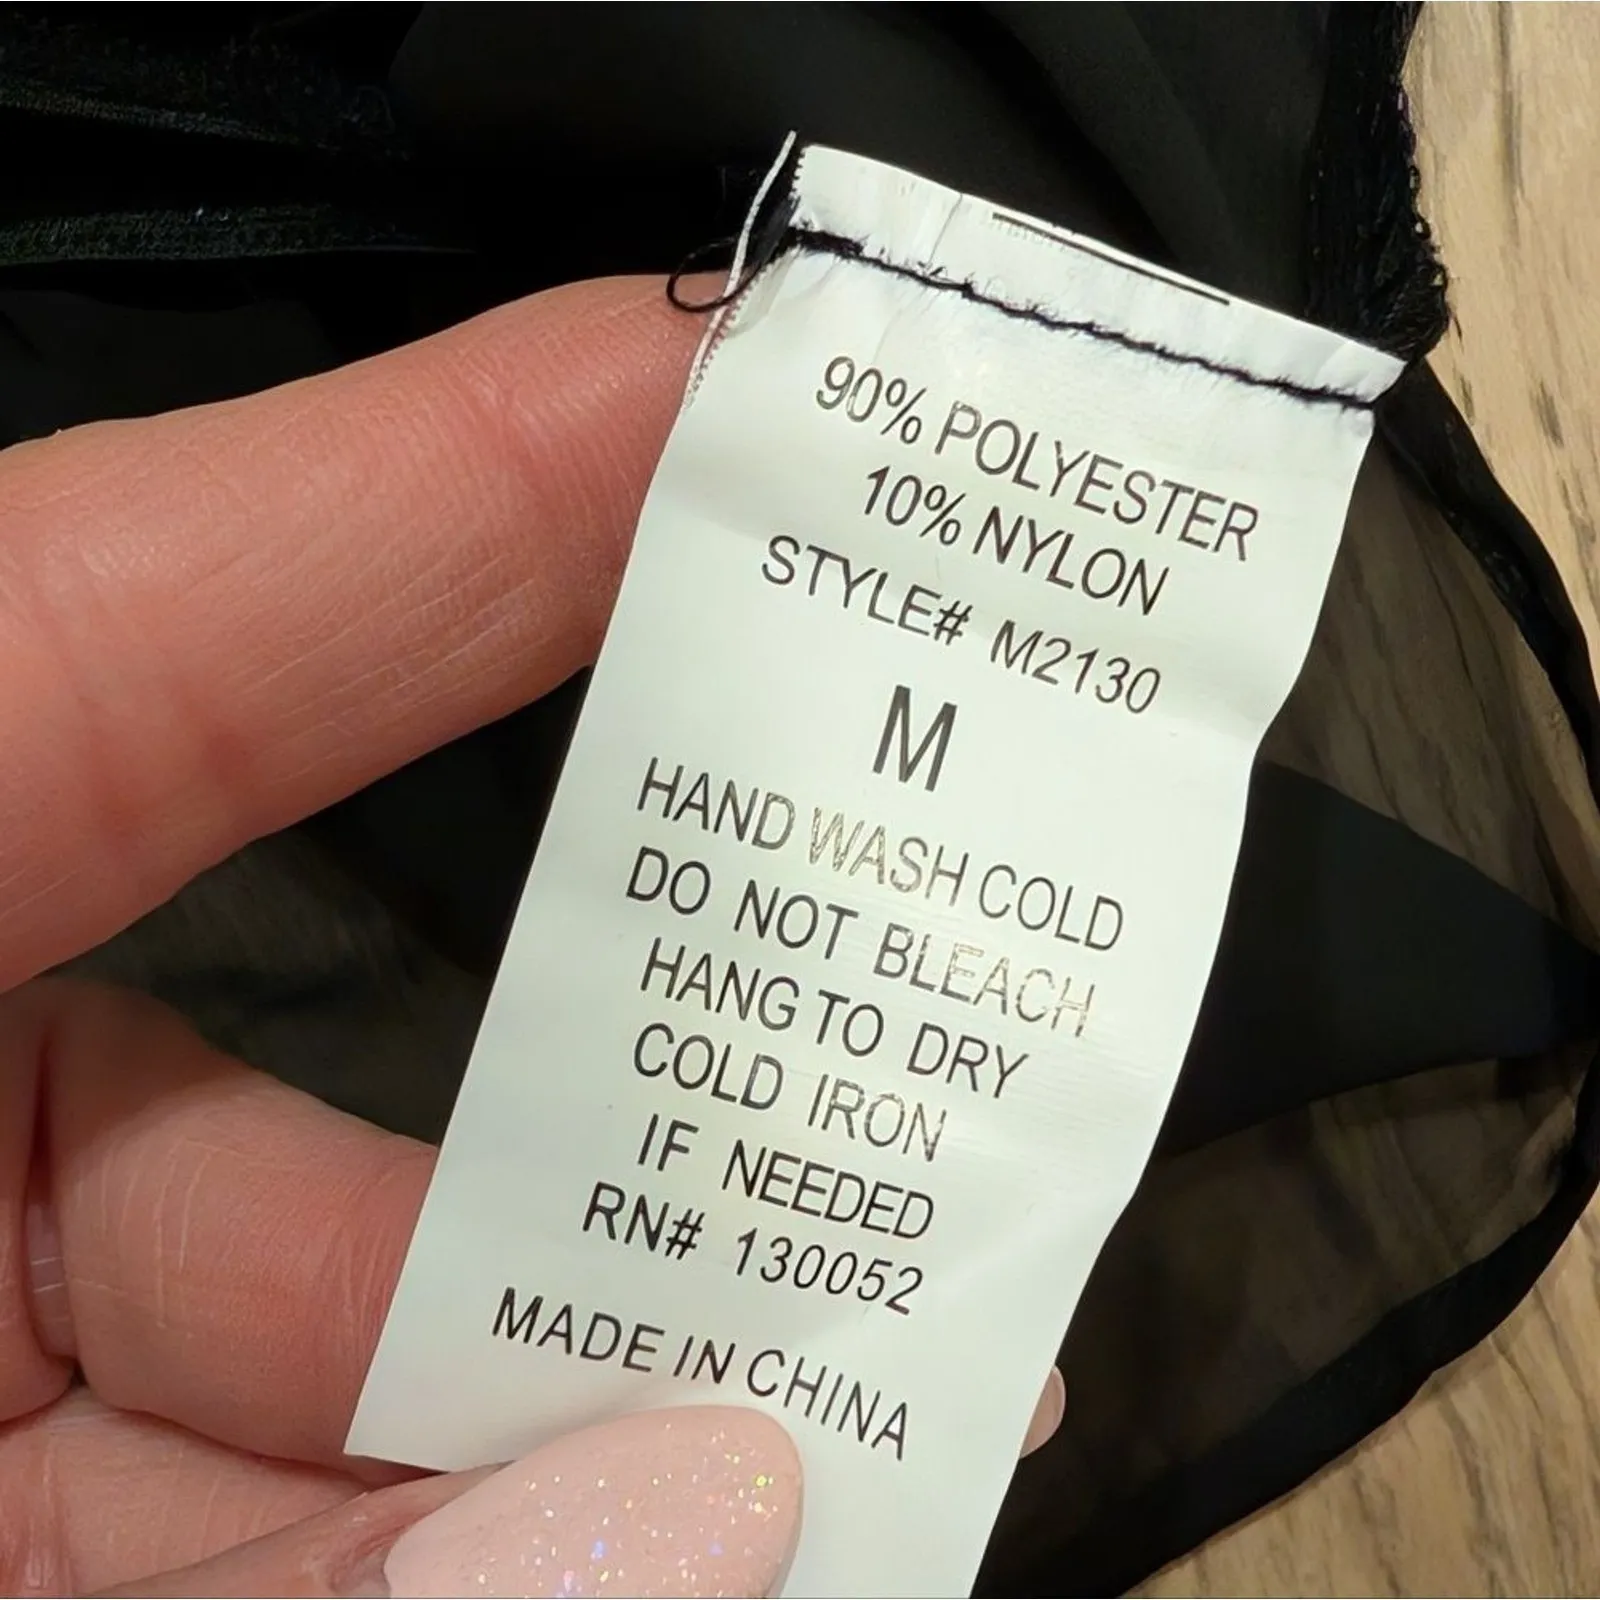 90% POLYESTER
10% NYLON
STYLE# M2130
M
HAND WASH COLD
DO NOT BLEACH
HANG TO DRY
COLD IRON
IF NEEDED
RN# 130052
MADE IN CHINA